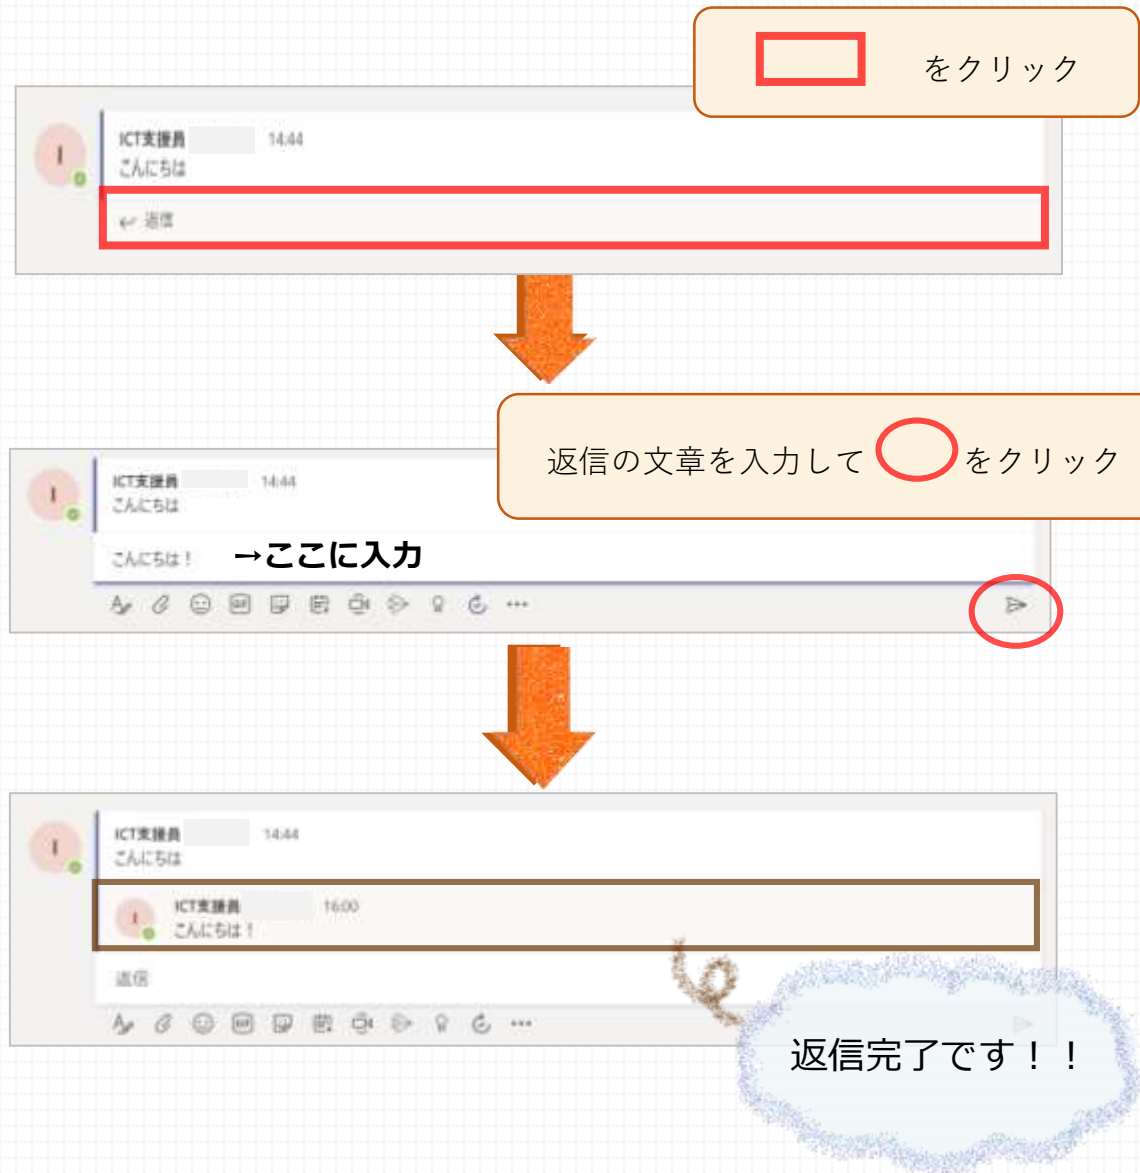 をクリック
I
ICT支援員 14:44
こんにちは
返信
返信の文章を入力して をクリック
I
ICT支援員 14:44
こんにちは
こんにちは! →ここに入力
GIF
I
ICT支援員 14:44
こんにちは
I
ICT支援員 16:00
こんにちは!
返信
GIF
返信完了です!!